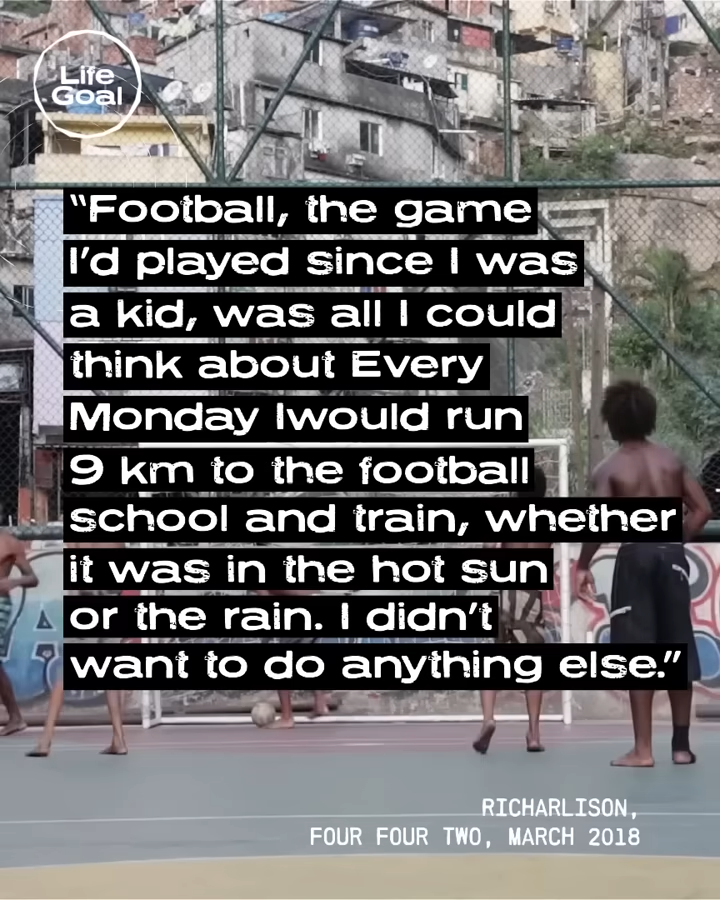 Life
Goal
“Football, the game
I’d played since I was
a kid, was all I could
think about Every
Monday Iwould run
9 km to the football
school and train, whether
it was in the hot sun
or the rain. I didn’t
want to do anything else.”
RICHARLISON,
FOUR FOUR TWO, MARCH 2018